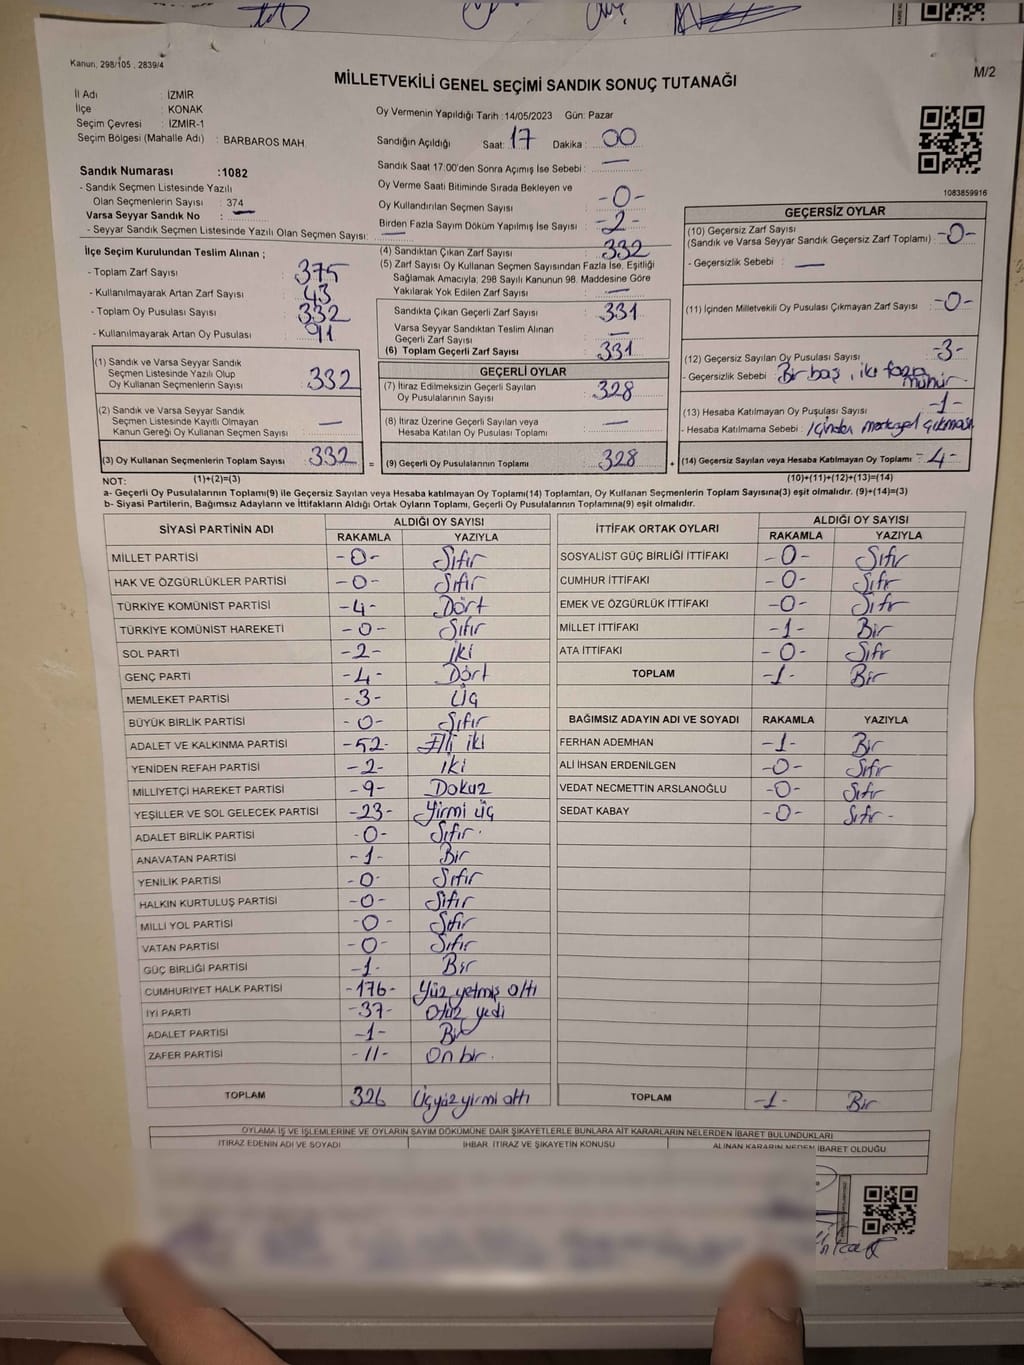 Kanun, 298/105 . 2839/4
MİLLETVEKİLİ GENEL SEÇİMİ SANDIK SONUÇ TUTANAĞI
M/2
İl Adı : İZMİR
İlçe : KONAK
Seçim Çevresi : İZMİR-1
Seçim Bölgesi (Mahalle Adı) : BARBAROS MAH.
Oy Vermenin Yapıldığı Tarih :14/05/2023 Gün: Pazar
Sandığın Açıldığı Saat: 17 Dakika : 00
Sandık Saat 17:00'den Sonra Açımış İse Sebebi : —
Oy Verme Saati Bitiminde Sırada Bekleyen ve
Oy Kullandırılan Seçmen Sayısı -0-
Birden Fazla Sayım Döküm Yapılmış İse Sayısı : -2-
1083859916
Sandık Numarası :1082
- Sandık Seçmen Listesinde Yazılı
Olan Seçmenlerin Sayısı : 374
Varsa Seyyar Sandık No : —
- Seyyar Sandık Seçmen Listesinde Yazılı Olan Seçmen Sayısı: —
İlçe Seçim Kurulundan Teslim Alınan ;
- Toplam Zarf Sayısı : 375
- Kullanılmayarak Artan Zarf Sayısı : 43
- Toplam Oy Pusulası Sayısı : 332
- Kullanılmayarak Artan Oy Pusulası : 91
(1) Sandık ve Varsa Seyyar Sandık
Seçmen Listesinde Yazılı Olup
Oy Kullanan Seçmenlerin Sayısı : 332
(2) Sandık ve Varsa Seyyar Sandık
Seçmen Listesinde Kayıtlı Olmayan
Kanun Gereği Oy Kullanan Seçmen Sayısı : —
(3) Oy Kullanan Seçmenlerin Toplam Sayısı : 332
(1)+(2)=(3)
(4) Sandıktan Çıkan Zarf Sayısı : 332
(5) Zarf Sayısı Oy Kullanan Seçmen Sayısından Fazla İse, Eşitliği
Sağlamak Amacıyla, 298 Sayılı Kanunun 98. Maddesine Göre
Yakılarak Yok Edilen Zarf Sayısı : —
Sandıkta Çıkan Geçerli Zarf Sayısı : 331
Varsa Seyyar Sandıktan Teslim Alınan
Geçerli Zarf Sayısı : —
(6) Toplam Geçerli Zarf Sayısı : 331
GEÇERLİ OYLAR
(7) İtiraz Edilmeksizin Geçerli Sayılan
Oy Pusulalarının Sayısı : 328
(8) İtiraz Üzerine Geçerli Sayılan veya
Hesaba Katılan Oy Pusulası Toplamı : —
= (9) Geçerli Oy Pusulalarının Toplamı : 328
GEÇERSİZ OYLAR
(10) Geçersiz Zarf Sayısı
(Sandık ve Varsa Seyyar Sandık Geçersiz Zarf Toplamı) : -0-
- Geçersizlik Sebebi : —
(11) İçinden Milletvekili Oy Pusulası Çıkmayan Zarf Sayısı : -0-
(12) Geçersiz Sayılan Oy Pusulası Sayısı : -3-
- Geçersizlik Sebebi : Bir baş, iki fazla mühür.
(13) Hesaba Katılmayan Oy Pusulası Sayısı : -1-
- Hesaba Katılmama Sebebi : İçinden çıkması
+ (14) Geçersiz Sayılan veya Hesaba Katılmayan Oy Toplamı : -4-
(10)+(11)+(12)+(13)=(14)
NOT:
a- Geçerli Oy Pusulalarının Toplamı(9) ile Geçersiz Sayılan veya Hesaba katılmayan Oy Toplamı(14) Toplamları, Oy Kullanan Seçmenlerin Toplam Sayısına(3) eşit olmalıdır. (9)+(14)=(3)
b- Siyasi Partilerin, Bağımsız Adayların ve İttifakların Aldığı Ortak Oyların Toplamı, Geçerli Oy Pusulalarının Toplamına(9) eşit olmalıdır.
SİYASİ PARTİNİN ADI ALDIĞI OY SAYISI
RAKAMLA YAZIYLA
MİLLET PARTİSİ -0- Sıfır
HAK VE ÖZGÜRLÜKLER PARTİSİ -0- Sıfır
TÜRKİYE KOMÜNİST PARTİSİ -4- Dört
TÜRKİYE KOMÜNİST HAREKETİ -0- Sıfır
SOL PARTİ -2- İki
GENÇ PARTİ -4- Dört
MEMLEKET PARTİSİ -3- Üç
BÜYÜK BİRLİK PARTİSİ -0- Sıfır
ADALET VE KALKINMA PARTİSİ -52- Elli iki
YENİDEN REFAH PARTİSİ -2- İki
MİLLİYETÇİ HAREKET PARTİSİ -9- Dokuz
YEŞİLLER VE SOL GELECEK PARTİSİ -23- Yirmi üç
ADALET BİRLİK PARTİSİ -0- Sıfır.
ANAVATAN PARTİSİ -1- Bir
YENİLİK PARTİSİ -0- Sıfır
HALKIN KURTULUŞ PARTİSİ -0- Sıfır
MİLLİ YOL PARTİSİ -0- Sıfır
VATAN PARTİSİ -0- Sıfır
GÜÇ BİRLİĞİ PARTİSİ -1- Bir
CUMHURİYET HALK PARTİSİ -176- Yüz yetmiş altı
İYİ PARTİ -37- Otuz yedi
ADALET PARTİSİ -1- Bir
ZAFER PARTİSİ -11- On bir.
TOPLAM 326 Üçyüz yirmi altı
İTTİFAK ORTAK OYLARI ALDIĞI OY SAYISI
RAKAMLA YAZIYLA
SOSYALİST GÜÇ BİRLİĞİ İTTİFAKI -0- Sıfır
CUMHUR İTTİFAKI -0- Sıfır
EMEK VE ÖZGÜRLÜK İTTİFAKI -0- Sıfır
MİLLET İTTİFAKI -1- Bir
ATA İTTİFAKI -0- Sıfır
TOPLAM -1- Bir
BAĞIMSIZ ADAYIN ADI VE SOYADI RAKAMLA YAZIYLA
FERHAN ADEMHAN -1- Bir
ALİ İHSAN ERDENİLGEN -0- Sıfır
VEDAT NECMETTİN ARSLANOĞLU -0- Sıfır
SEDAT KABAY -0- Sıfır -
TOPLAM -1- Bir
OYLAMA İŞ VE İŞLEMLERİNE VE OYLARIN SAYIM DÖKÜMÜNE DAİR ŞİKAYETLERLE BUNLARA AİT KARARLARIN NELERDEN İBARET BULUNDUKLARI
İTİRAZ EDENİN ADI VE SOYADI İHBAR İTİRAZ VE ŞİKAYETİN KONUSU ALINAN KARARIN NEDEN İBARET OLDUĞU